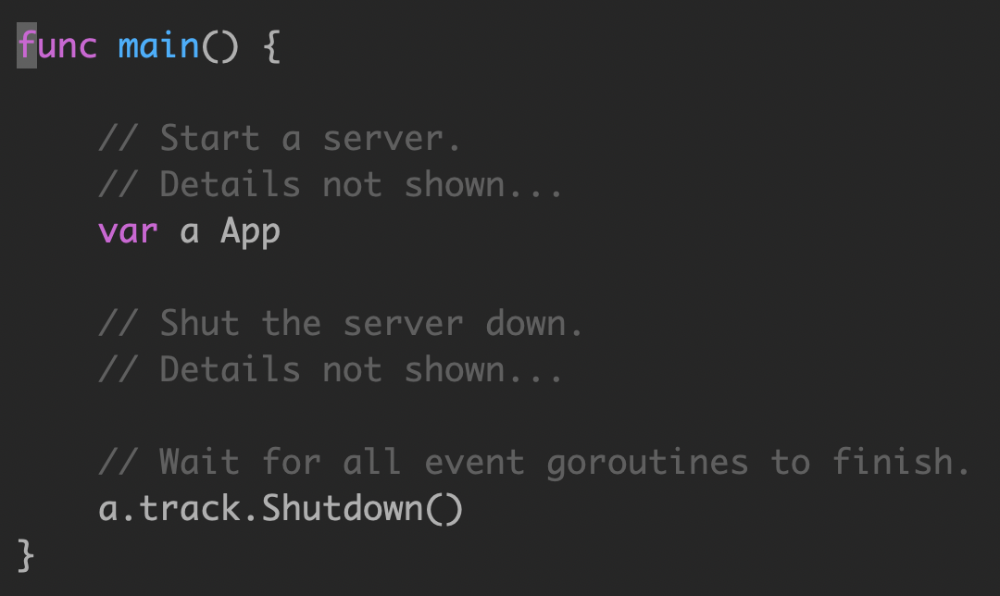 func main() {
// Start a server.
// Details not shown...
var a App
// Shut the server down.
// Details not shown...
// Wait for all event goroutines to finish.
a.track.Shutdown()
}